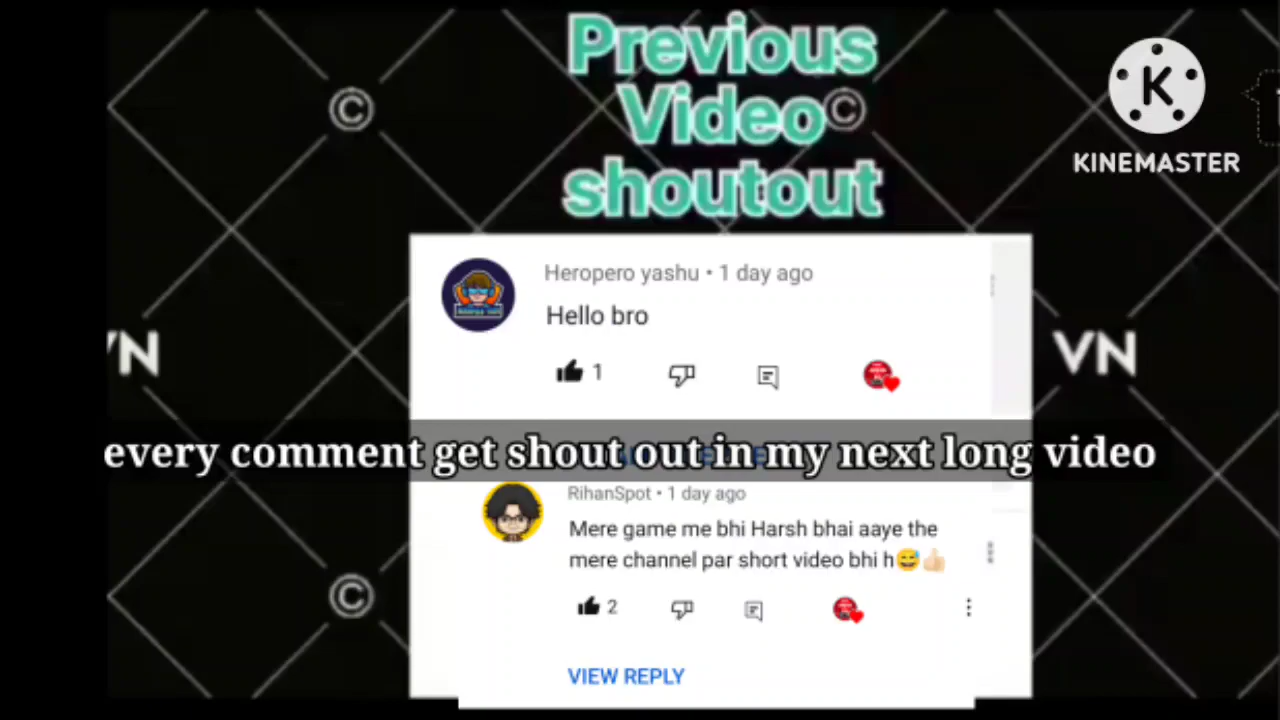 Previous
Video©
shoutout
©
KINEMASTER
Heropero yashu • 1 day ago
Hello bro
1
VN
VN
every comment get shout out in my next long video
RihanSpot • 1 day ago
Mere game me bhi Harsh bhai aaye the
mere channel par short video bhi h😅👍🏻
2
©
VIEW REPLY